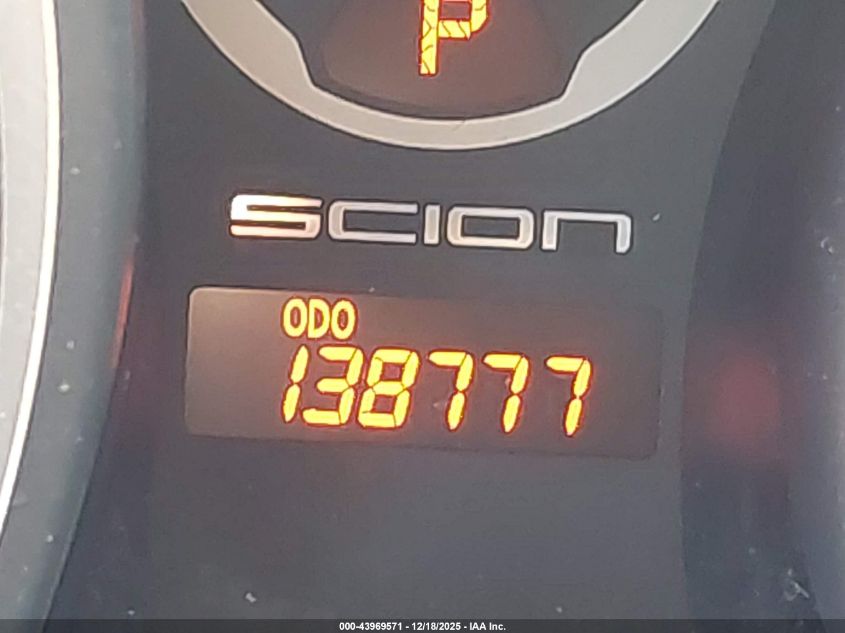 P
SCION
ODO
138777
000-43969571 - 12/18/2025 - IAA Inc.